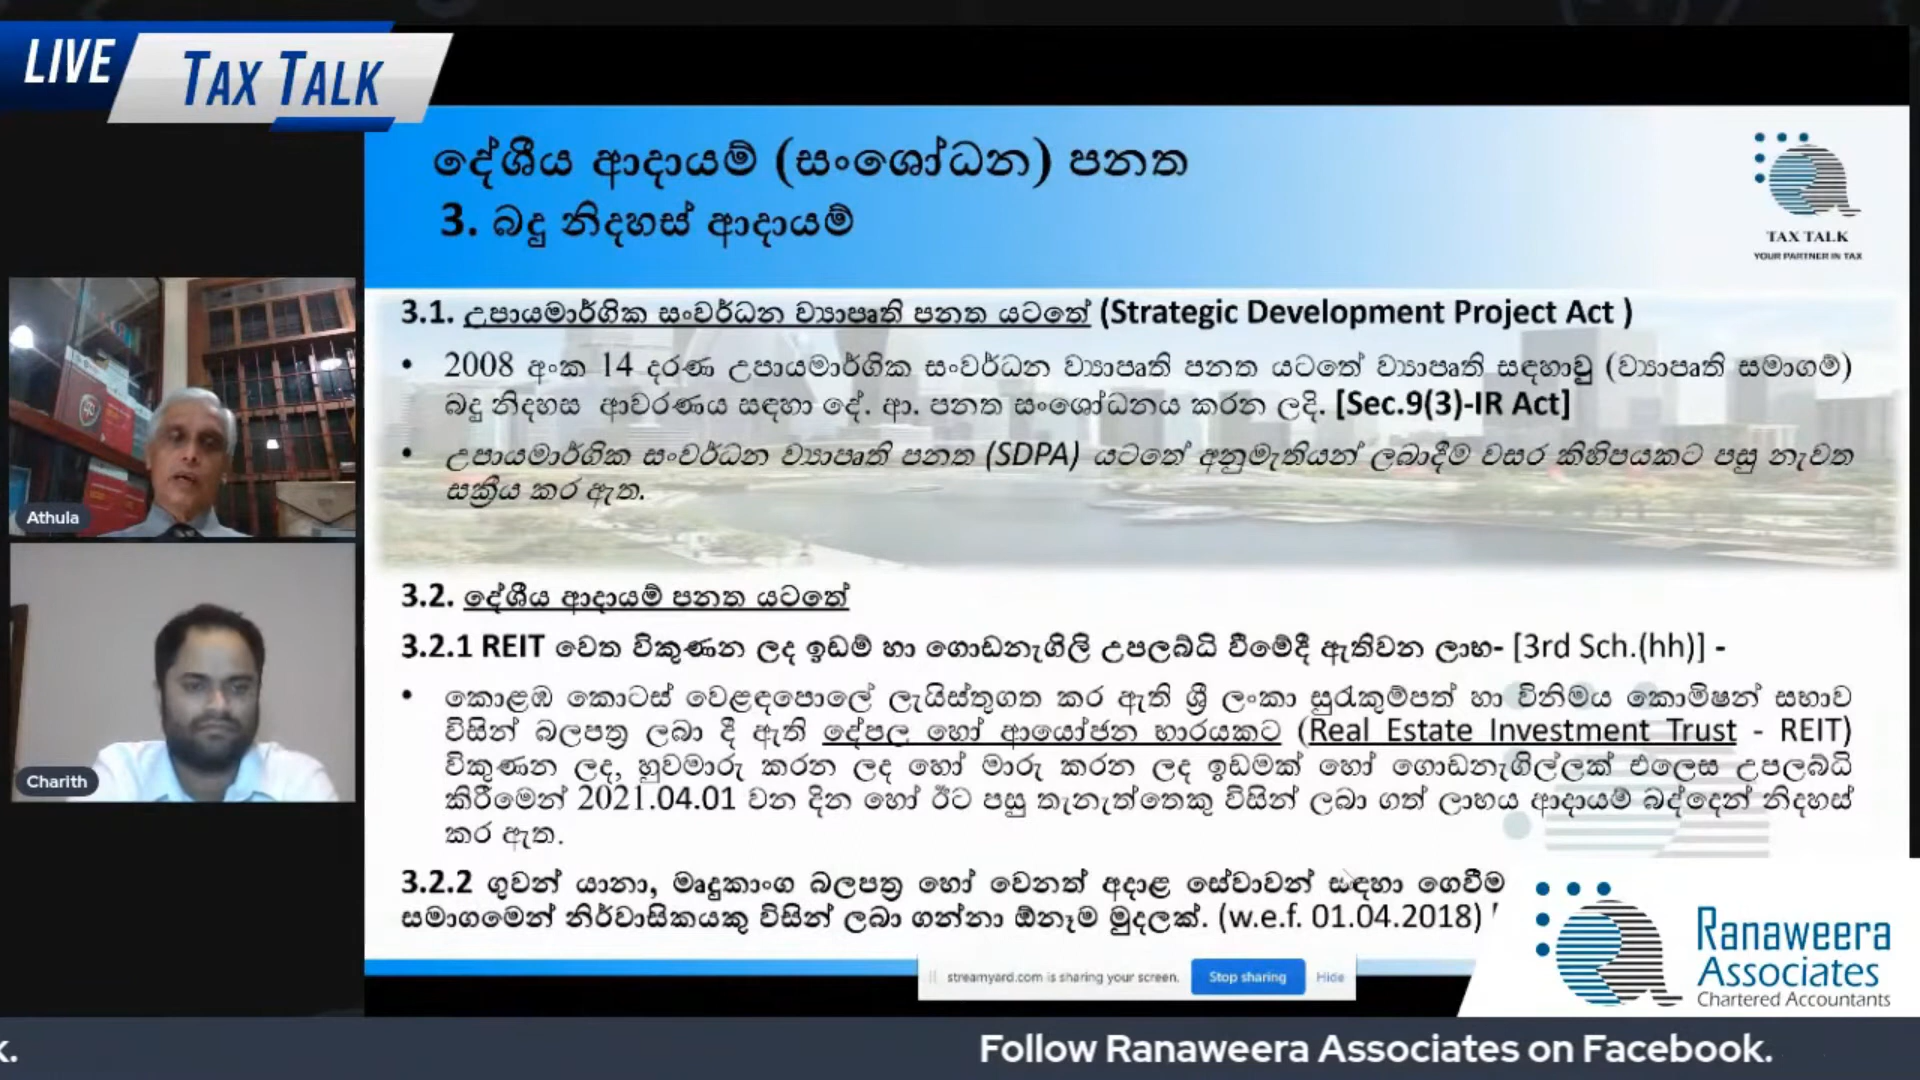 LIVE
TAX TALK
දේශීය ආදායම් (සංශෝධන) පනත
3. බදු නිදහස් ආදායම්
TAX TALK
YOUR PARTNER IN TAX
3.1. උපායමාර්ගික සංවර්ධන ව්‍යාපෘති පනත යටතේ (Strategic Development Project Act )
• 2008 අංක 14 දරණ උපායමාර්ගික සංවර්ධන ව්‍යාපෘති පනත යටතේ ව්‍යාපෘති සඳහාවු (ව්‍යාපෘති සමාගම්)
බදු නිදහස ආවරණය සඳහා දේ. ආ. පනත සංශෝධනය කරන ලදි. [Sec.9(3)-IR Act]
• උපායමාර්ගික සංවර්ධන ව්‍යාපෘති පනත (SDPA) යටතේ අනුමැතියන් ලබාදීම වසර කිහිපයකට පසු නැවත
සක්‍රීය කර ඇත.
Athula
3.2. දේශීය ආදායම් පනත යටතේ
3.2.1 REIT වෙත විකුණන ලද ඉඩම් හා ගොඩනැගිලි උපලබ්ධි වීමේදී ඇතිවන ලාභ- [3rd Sch.(hh)] -
• කොළඹ කොටස් වෙළඳපොලේ ලැයිස්තුගත කර ඇති ශ්‍රී ලංකා සුරැකුම්පත් හා විනිමය කොමිෂන් සභාව
විසින් බලපත්‍ර ලබා දී ඇති දේපල හෝ ආයෝජන භාරයකට (Real Estate Investment Trust - REIT)
විකුණන ලද, හුවමාරු කරන ලද හෝ මාරු කරන ලද ඉඩමක් හෝ ගොඩනැගිල්ලක් එලෙස උපලබ්ධි
කිරීමෙන් 2021.04.01 වන දින හෝ ඊට පසු තැනැත්තෙකු විසින් ලබා ගත් ලාභය ආදායම් බද්දෙන් නිදහස්
කර ඇත.
Charith
3.2.2 ගුවන් යානා, මෘදුකාංග බලපත්‍ර හෝ වෙනත් අදාළ සේවාවන් සඳහා ගෙවීම
සමාගමෙන් නිර්වාසිකයකු විසින් ලබා ගන්නා ඕනෑම මුදලක්. (w.e.f. 01.04.2018)
streamyard.com is sharing your screen. Stop sharing Hide
Ranaweera
Associates
Chartered Accountants
k. Follow Ranaweera Associates on Facebook.